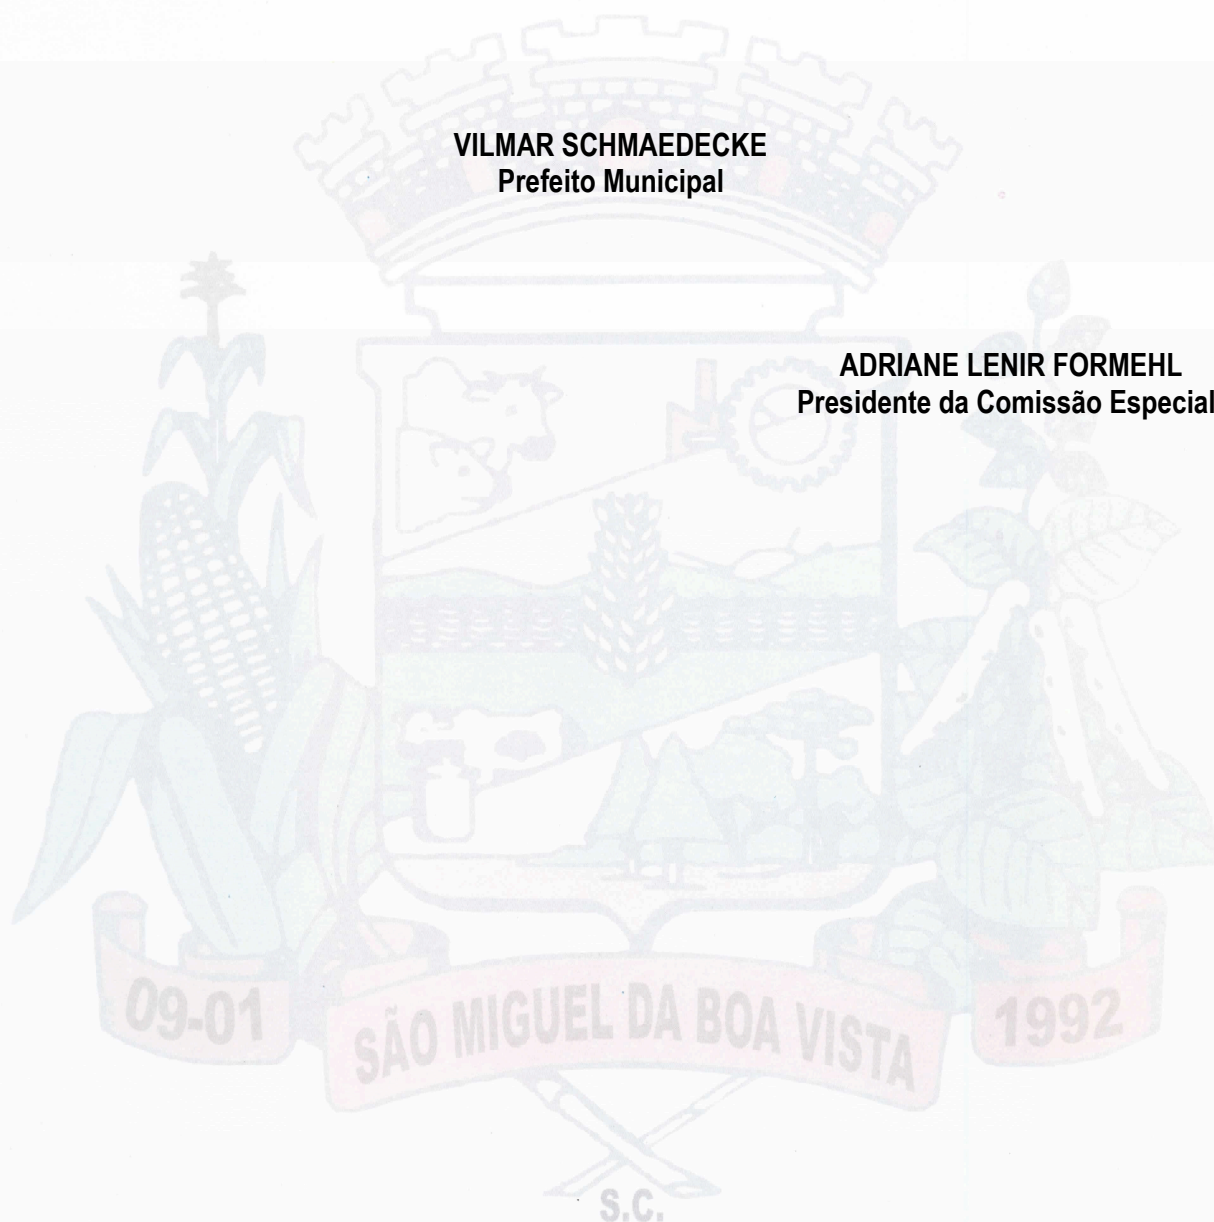 VILMAR SCHMAEDECKE
Prefeito Municipal
ADRIANE LENIR FORMEHL
Presidente da Comissão Especial
09-01
SÃO MIGUEL DA BOA VISTA
1992
S.C.